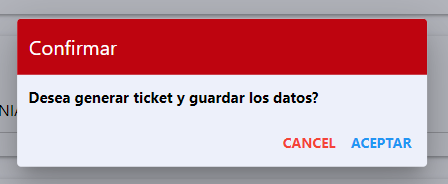 Confirmar
Desea generar ticket y guardar los datos?
CANCEL ACEPTAR